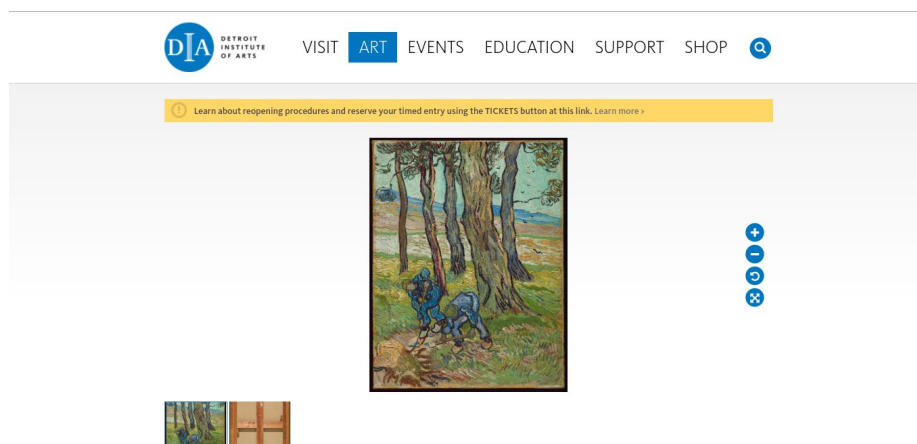 DIA
DETROIT
INSTITUTE
OF ARTS
VISIT ART EVENTS EDUCATION SUPPORT SHOP
Learn about reopening procedures and reserve your timed entry using the TICKETS button at this link. Learn more >